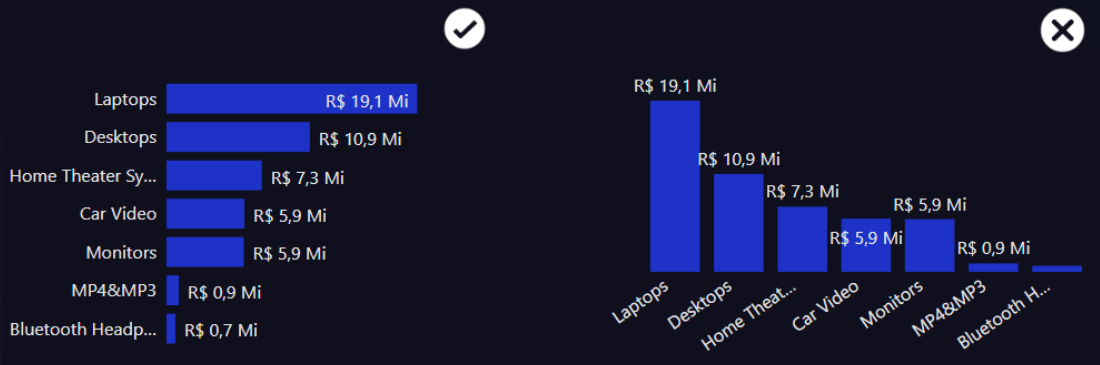 Laptops R$ 19,1 Mi
Desktops R$ 10,9 Mi
Home Theater Sy... R$ 7,3 Mi
Car Video R$ 5,9 Mi
Monitors R$ 5,9 Mi
MP4&MP3 R$ 0,9 Mi
Bluetooth Headp... R$ 0,7 Mi
R$ 19,1 Mi
R$ 10,9 Mi
R$ 7,3 Mi
R$ 5,9 Mi
R$ 5,9 Mi
R$ 0,9 Mi
Laptops
Desktops
Home Theat...
Car Video
Monitors
MP4&MP3
Bluetooth H...